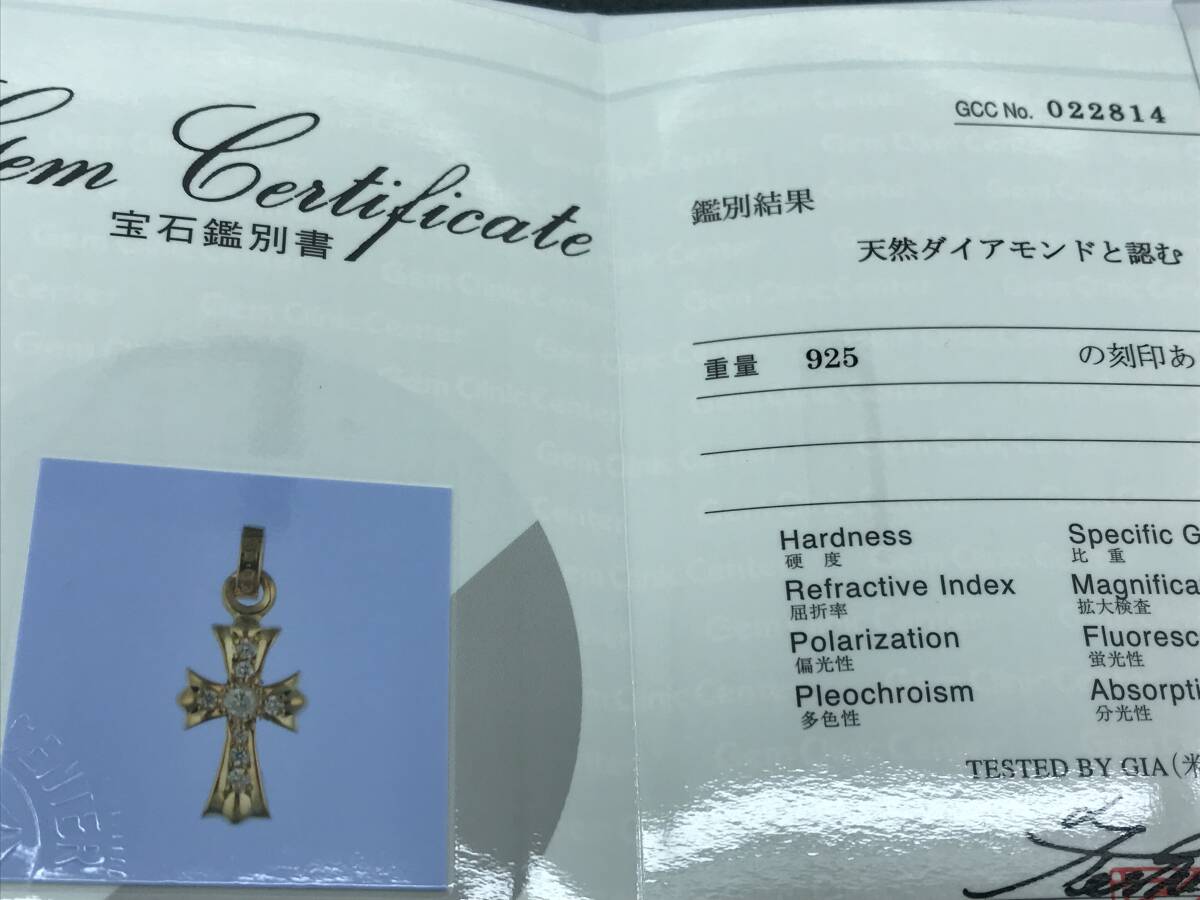 Gem Certificate
宝石鑑別書
GCC No. 022814
鑑別結果
天然ダイアモンドと認む
重量 925 の刻印あ
Hardness
硬 度
Specific G
比 重
Refractive Index
屈折率
Magnifica
拡大検査
Polarization
偏光性
Fluoresc
蛍光性
Pleochroism
多色性
Absorpti
分光性
TESTED BY GIA(米
CENTER